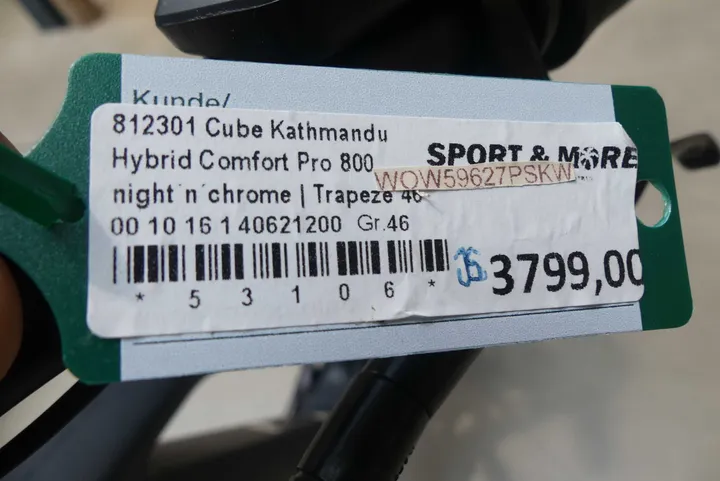 Kunde/
812301 Cube Kathmandu
Hybrid Comfort Pro 800
SPORT & MORE
WOW59627PSKW
night´n´chrome | Trapeze 46
00 10 16 1 40621200 Gr.46
* 5 3 1 0 6 *
3799,00